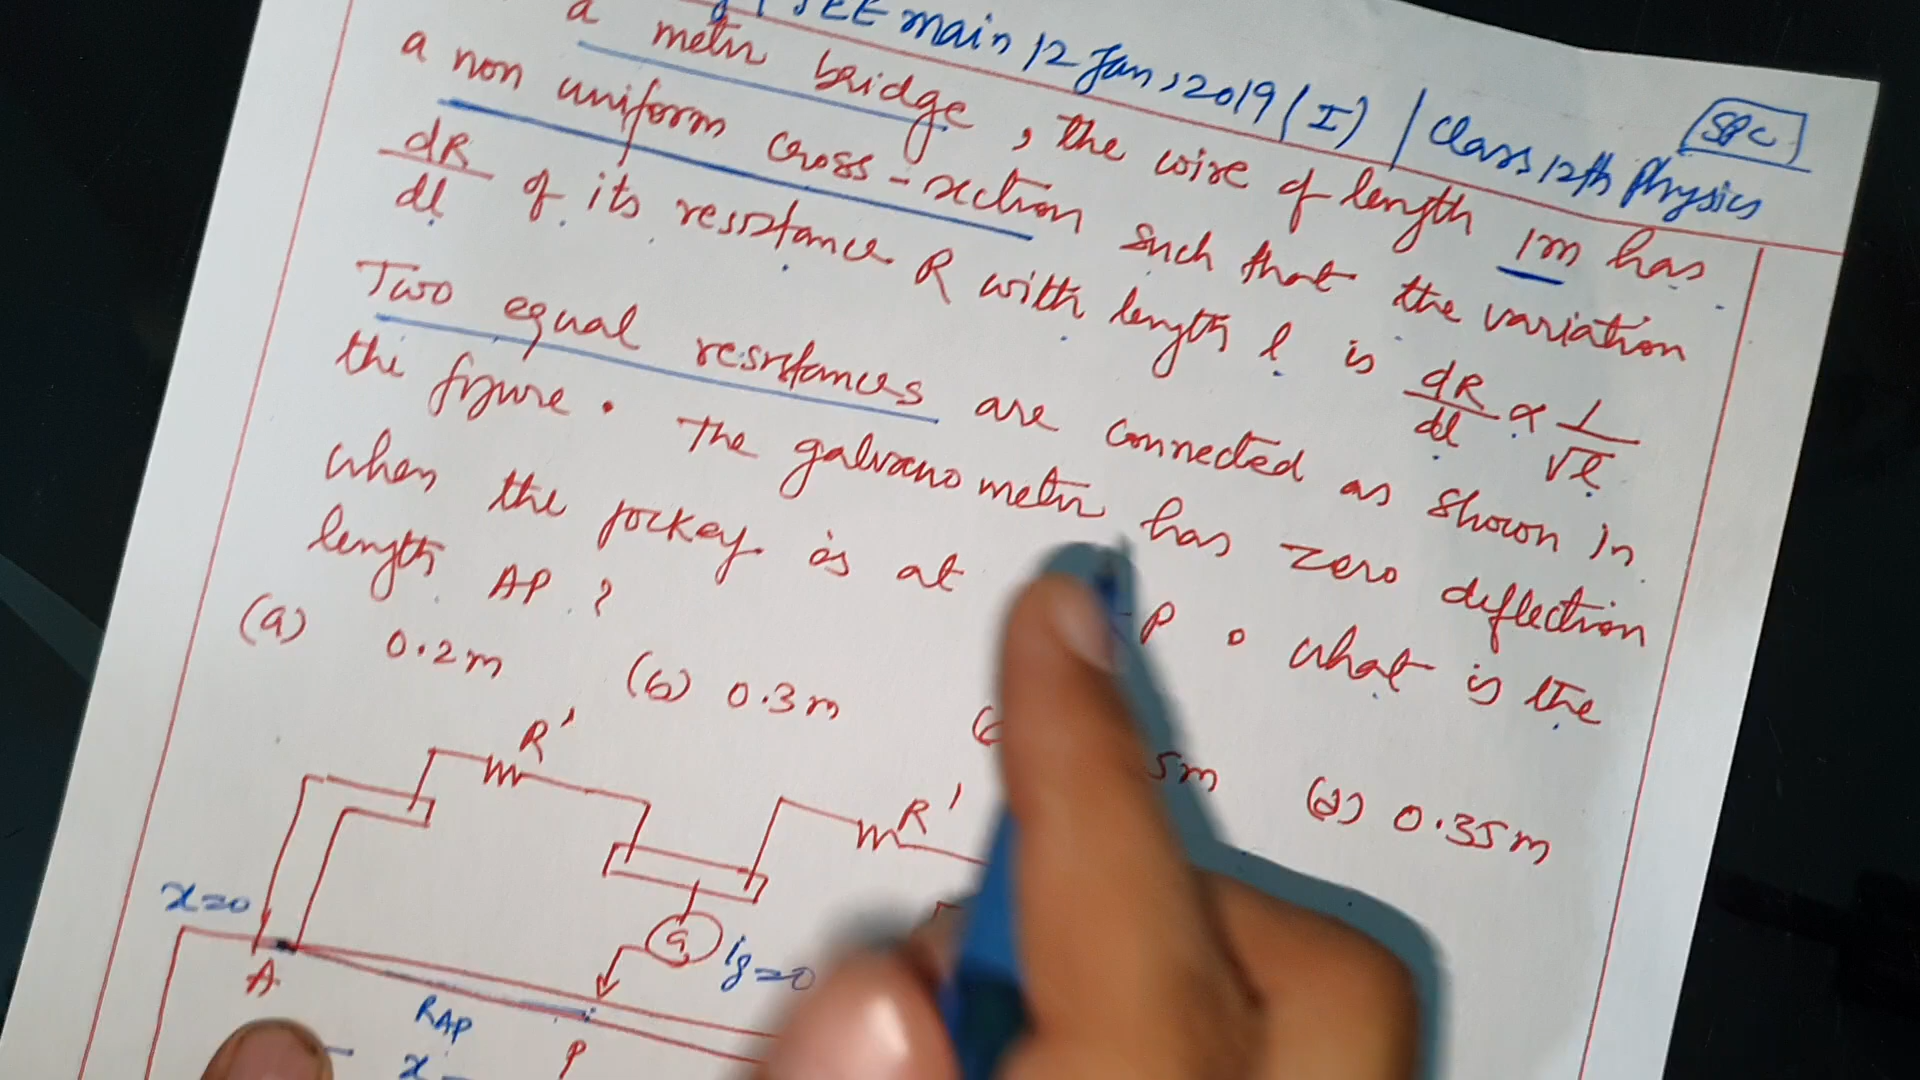 JEE main 12 Jan, 2019 (I) | Class 12th Physics
SPC
a metre bridge, the wire of length 1m has
a non uniform cross-section such that the variation
dR/dl of its resistance R with length l is dR/dl ∝ 1/√l
Two equal resistances are connected as shown in
the figure. The galvanometer has zero deflection
when the jockey is at P. What is the
length AP ?
(a) 0.2m (b) 0.3m (c 5m (d) 0.35m
R'
R'
x=0
G
ig=0
A
RAP
P
x